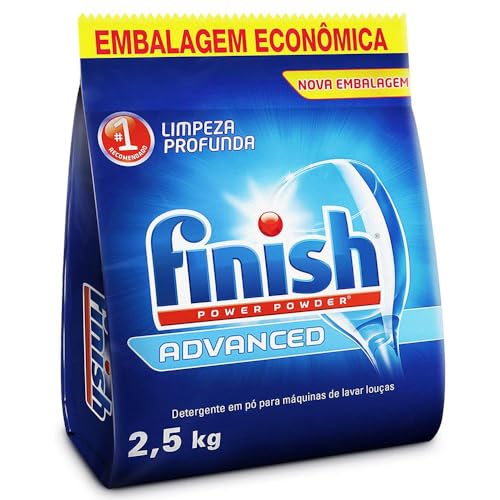 EMBALAGEM ECONÔMICA
NOVA EMBALAGEM
#1
RECOMENDADO
LIMPEZA
PROFUNDA
finish®
POWER POWDER®
ADVANCED
Detergente em pó para máquinas de lavar louças
2,5 kg
finish